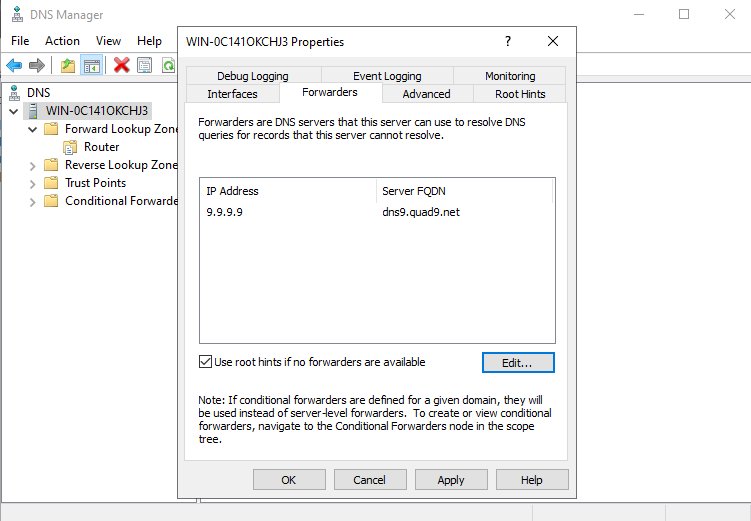 DNS Manager
File Action View Help
DNS
WIN-0C141OKCHJ3
Forward Lookup Zone
Router
Reverse Lookup Zone
Trust Points
Conditional Forwarde
WIN-0C141OKCHJ3 Properties
?
Debug Logging Event Logging Monitoring
Interfaces Forwarders Advanced Root Hints
Forwarders are DNS servers that this server can use to resolve DNS
queries for records that this server cannot resolve.
IP Address Server FQDN
9.9.9.9 dns9.quad9.net
Use root hints if no forwarders are available
Edit...
Note: If conditional forwarders are defined for a given domain, they will
be used instead of server-level forwarders. To create or view conditional
forwarders, navigate to the Conditional Forwarders node in the scope
tree.
OK Cancel Apply Help